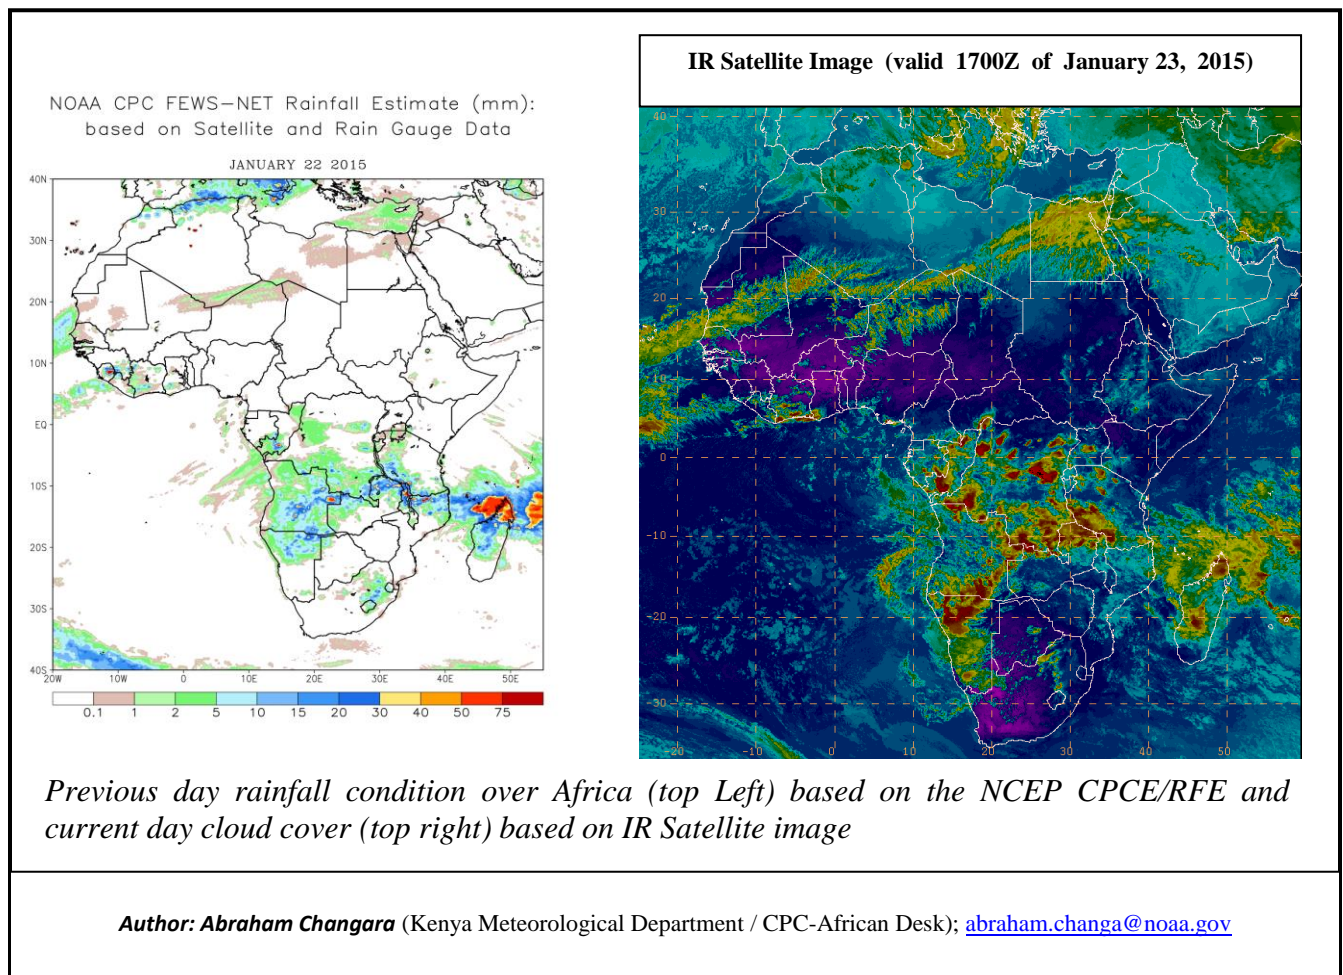 IR Satellite Image (valid 1700Z of January 23, 2015)
NOAA CPC FEWS-NET Rainfall Estimate (mm):
based on Satellite and Rain Gauge Data
JANUARY 22 2015
40N
30N
20N
10N
EQ
10S
20S
30S
40S
20W 10W 0 10E 20E 30E 40E 50E
0.1 1 2 5 10 15 20 30 40 50 75
40
30
20
10
0
-10
-20
-30
-20 -10 0 10 20 30 40 50
Previous day rainfall condition over Africa (top Left) based on the NCEP CPCE/RFE and
current day cloud cover (top right) based on IR Satellite image
Author: Abraham Changara (Kenya Meteorological Department / CPC-African Desk); abraham.changa@noaa.gov